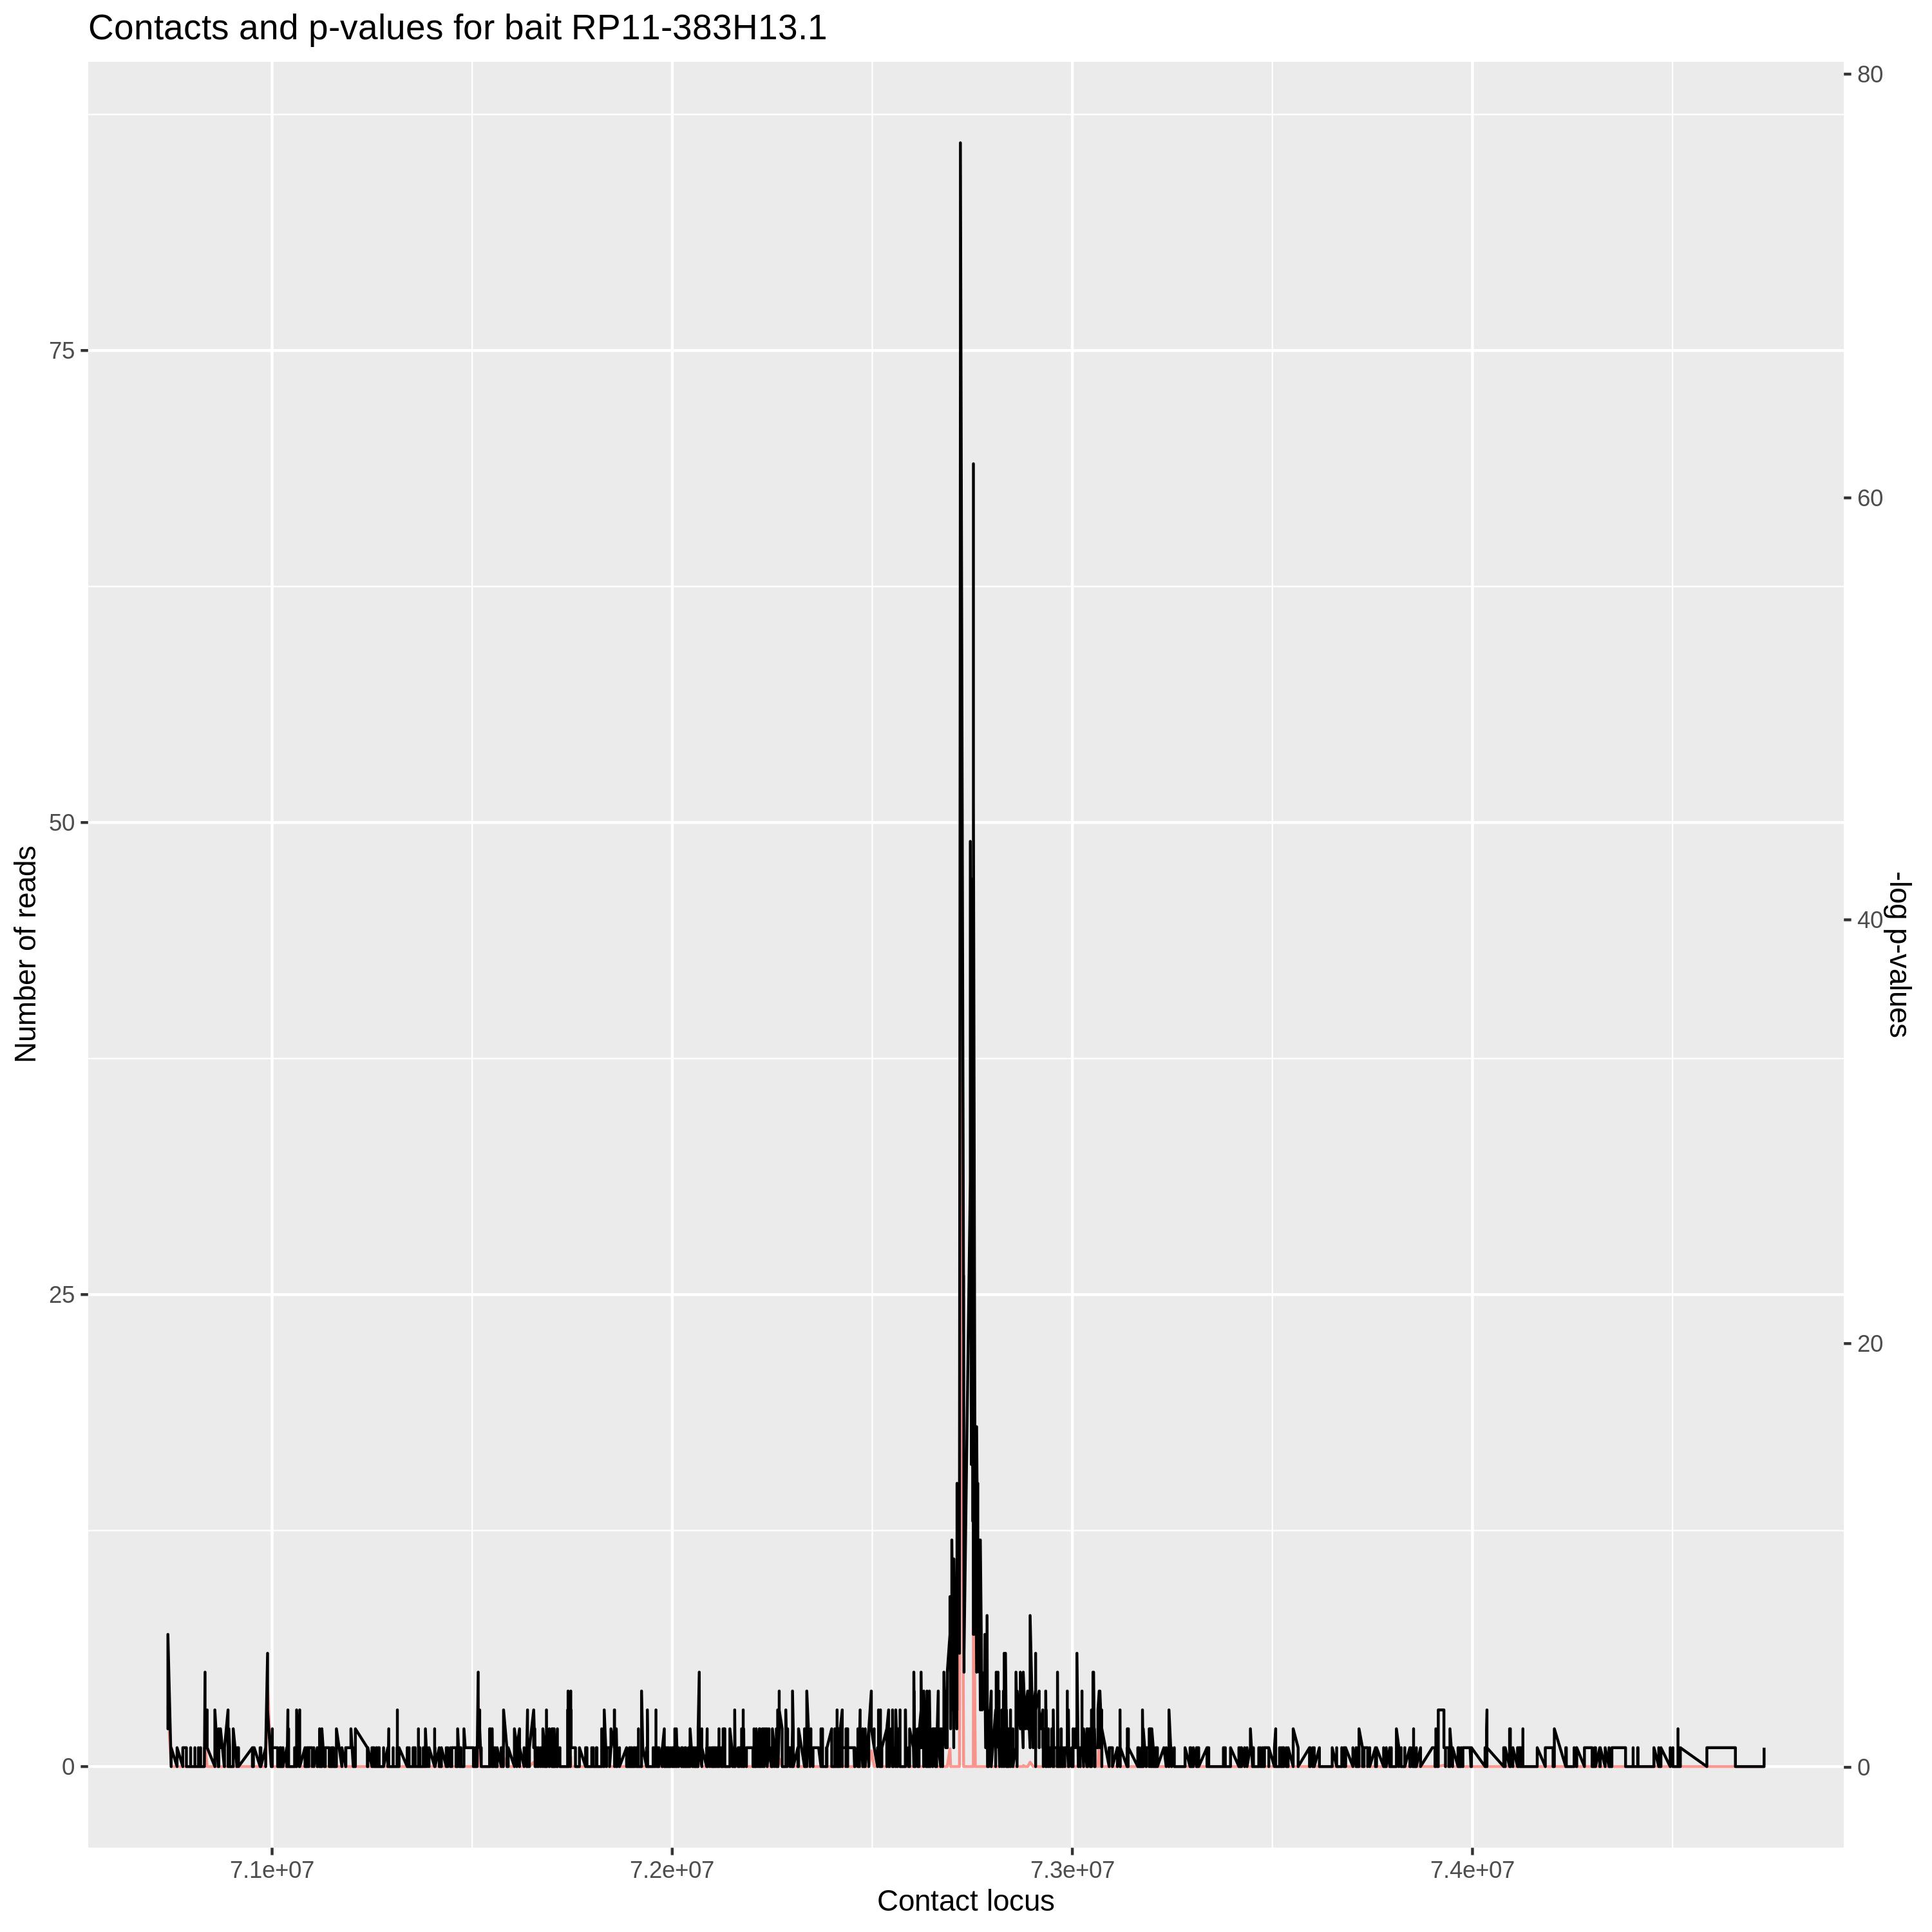 Contacts and p-values for bait RP11-383H13.1
80
75
60
50
Number of reads
40
-log p-values
25
20
0
0
7.1e+07
7.2e+07
7.3e+07
7.4e+07
Contact locus